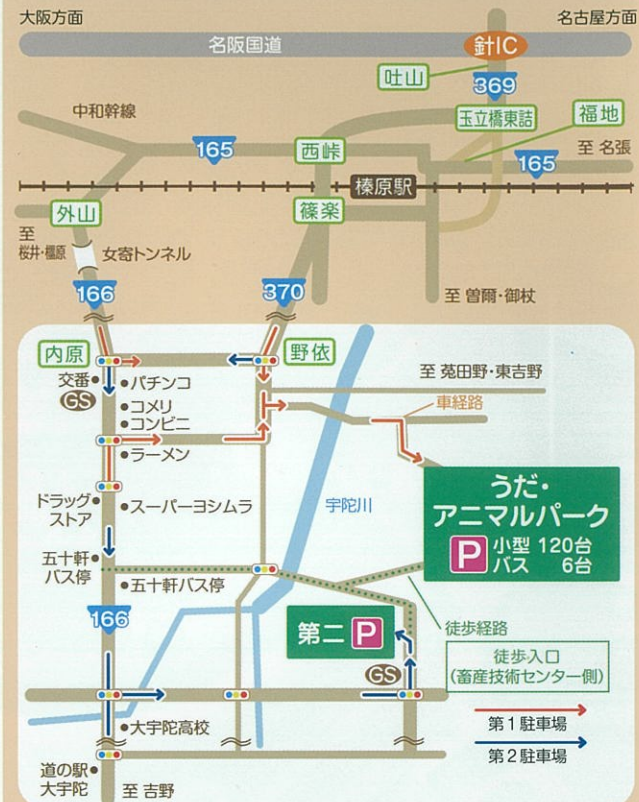 大阪方面
名古屋方面
名阪国道
針IC
吐山
369
中和幹線
玉立橋東詰
福地
165
西峠
165
至 名張
榛原駅
外山
篠楽
至
桜井・橿原
女寄トンネル
166
370
至 曽爾・御杖
内原
野依
交番
GS
パチンコ
コメリ
コンビニ
ラーメン
至 菟田野・東吉野
車経路
ドラッグ
ストア
スーパーヨシムラ
宇陀川
うだ・
アニマルパーク
P 小型 120台
バス 6台
五十軒
バス停
五十軒バス停
166
第二 P
徒歩経路
GS
徒歩入口
(畜産技術センター側)
大宇陀高校
第1駐車場
第2駐車場
道の駅
大宇陀
至 吉野